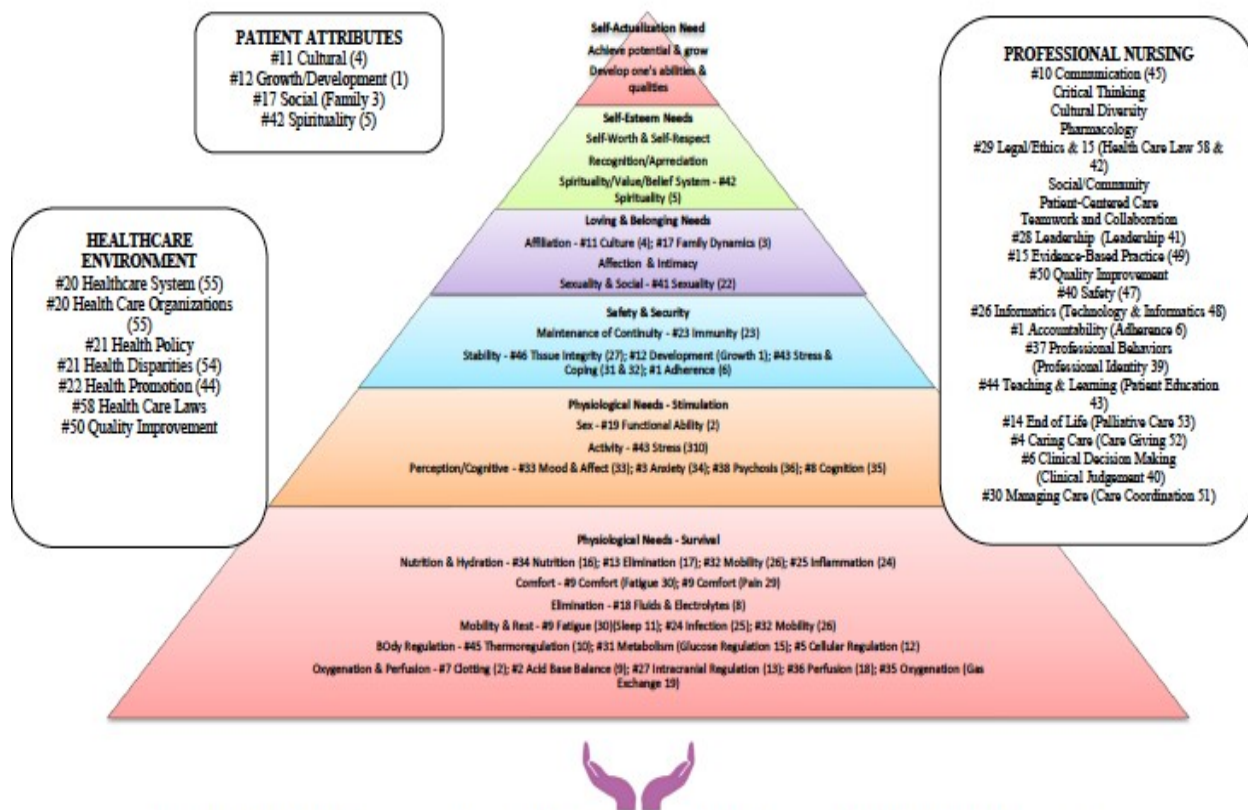 PATIENT ATTRIBUTES
#11 Cultural (4)
#12 Growth/Development (1)
#17 Social (Family 3)
#42 Spirituality (5)
HEALTHCARE
ENVIRONMENT
#20 Healthcare System (55)
#20 Health Care Organizations
(55)
#21 Health Policy
#21 Health Disparities (54)
#22 Health Promotion (44)
#58 Health Care Laws
#50 Quality Improvement
Self-Actualization Need
Achieve potential & grow
Develop one's abilities &
qualities
Self-Esteem Needs
Self-Worth & Self-Respect
Recognition/Aprreciation
Spirituality/Value/Belief System - #42
Spirituality (5)
Loving & Belonging Needs
Affiliation - #11 Culture (4); #17 Family Dynamics (3)
Affection & Intimacy
Sexuality & Social - #41 Sexuality (22)
Safety & Security
Maintenance of Continuity - #23 Immunity (23)
Stability - #46 Tissue Integrity (27); #12 Development (Growth 1); #43 Stress &
Coping (31 & 32); #1 Adherence (6)
Physiological Needs - Stimulation
Sex - #19 Functional Ability (2)
Activity - #43 Stress (310)
Perception/Cognitive - #33 Mood & Affect (33); #3 Anxiety (34); #38 Psychosis (36); #8 Cognition (35)
Physiological Needs - Survival
Nutrition & Hydration - #34 Nutrition (16); #13 Elimination (17); #32 Mobility (26); #25 Inflammation (24)
Comfort - #9 Comfort (Fatigue 30); #9 Comfort (Pain 29)
Elimination - #18 Fluids & Electrolytes (8)
Mobility & Rest - #9 Fatigue (30)(Sleep 11); #24 Infection (25); #32 Mobility (26)
BOdy Regulation - #45 Thermoregulation (10); #31 Metabolism (Glucose Regulation 15); #5 Cellular Regulation (12)
Oxygenation & Perfusion - #7 Clotting (2); #2 Acid Base Balance (9); #27 Intracranial Regulation (13); #36 Perfusion (18); #35 Oxygenation (Gas
Exchange 19)
PROFESSIONAL NURSING
#10 Communication (45)
Critical Thinking
Cultural Diversity
Pharmacology
#29 Legal/Ethics & 15 (Health Care Law 58 &
42)
Social/Community
Patient-Centered Care
Teamwork and Collaboration
#28 Leadership (Leadership 41)
#15 Evidence-Based Practice (49)
#50 Quality Improvement
#40 Safety (47)
#26 Informatics (Technology & Informatics 48)
#1 Accountability (Adherence 6)
#37 Professional Behaviors
(Professional Identity 39)
#44 Teaching & Learning (Patient Education
43)
#14 End of Life (Palliative Care 53)
#4 Caring Care (Care Giving 52)
#6 Clinical Decision Making
(Clinical Judgement 40)
#30 Managing Care (Care Coordination 51)